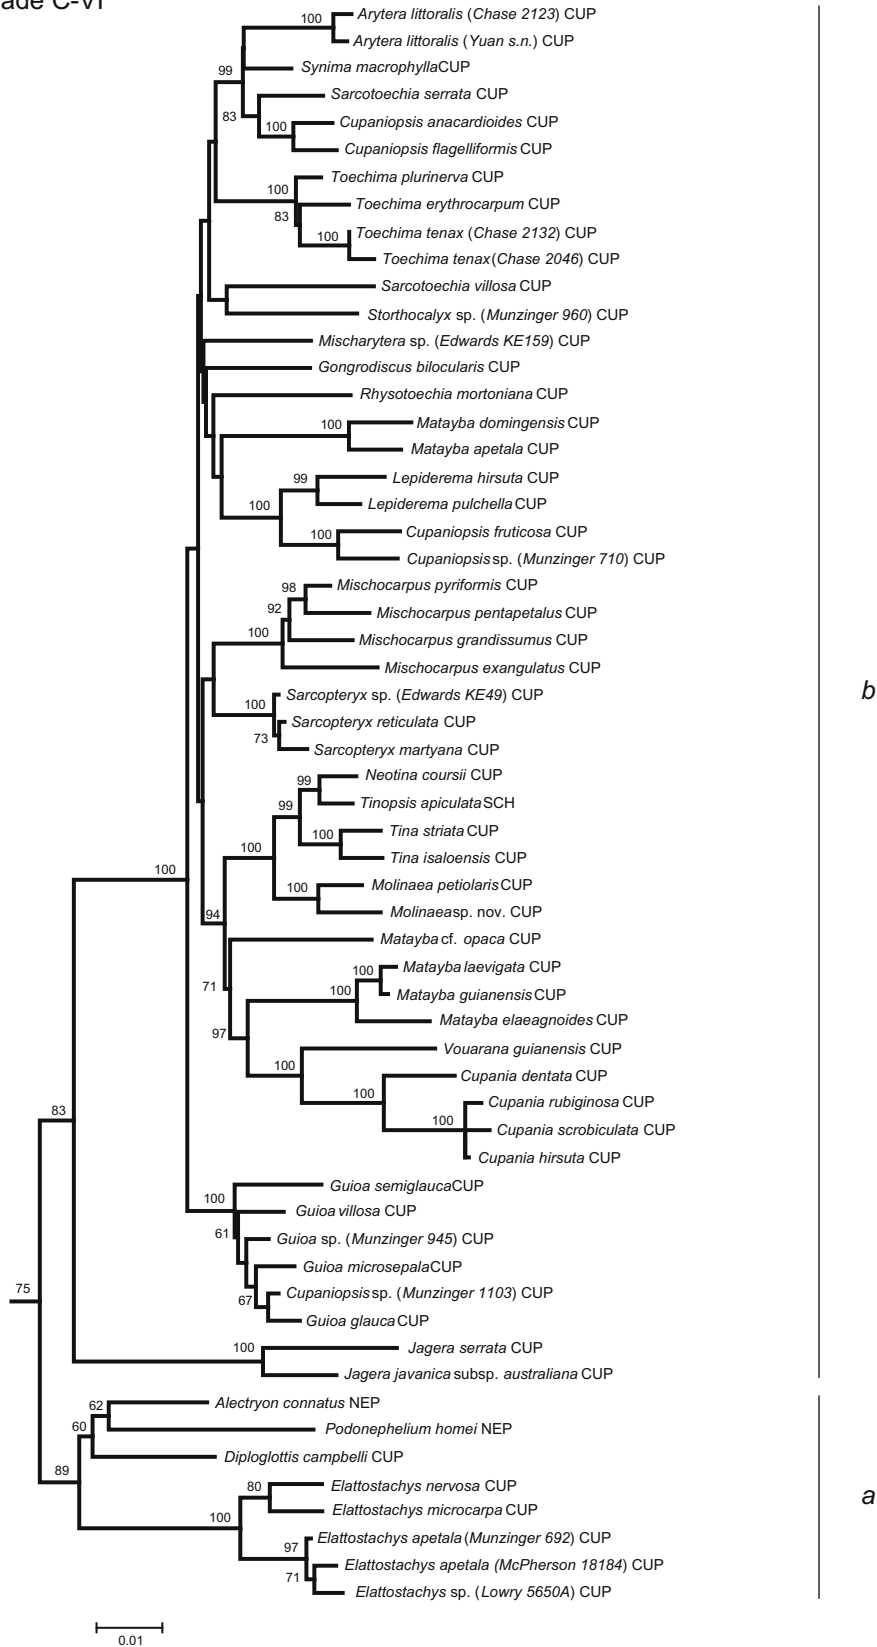 ade C-VI
100
Arytera littoralis (Chase 2123) CUP
Arytera littoralis (Yuan s.n.) CUP
99
Synima macrophyllaCUP
Sarcotoechia serrata CUP
83
100
Cupaniopsis anacardioides CUP
Cupaniopsis flagelliformis CUP
100
Toechima plurinerva CUP
83
Toechima erythrocarpum CUP
100
Toechima tenax (Chase 2132) CUP
Toechima tenax(Chase 2046) CUP
Sarcotoechia villosa CUP
Storthocalyx sp. (Munzinger 960) CUP
Mischarytera sp. (Edwards KE159) CUP
Gongrodiscus bilocularis CUP
Rhysotoechia mortoniana CUP
100
Matayba domingensis CUP
Matayba apetala CUP
99
Lepiderema hirsuta CUP
100
Lepiderema pulchella CUP
100
Cupaniopsis fruticosa CUP
Cupaniopsis sp. (Munzinger 710) CUP
98
Mischocarpus pyriformis CUP
92
Mischocarpus pentapetalus CUP
100
Mischocarpus grandissumus CUP
Mischocarpus exangulatus CUP
b
100
Sarcopteryx sp. (Edwards KE49) CUP
Sarcopteryx reticulata CUP
73
Sarcopteryx martyana CUP
99
Neotina coursii CUP
99
Tinopsis apiculata SCH
100
Tina striata CUP
100
Tina isaloensis CUP
100
100
Molinaea petiolaris CUP
94
Molinaea sp. nov. CUP
Matayba cf. opaca CUP
71
100
Matayba laevigata CUP
100
Matayba guianensis CUP
97
Matayba elaeagnoides CUP
100
Vouarana guianensis CUP
100
Cupania dentata CUP
83
100
Cupania rubiginosa CUP
Cupania scrobiculata CUP
Cupania hirsuta CUP
100
Guioa semiglaucaCUP
Guioa villosa CUP
61
Guioa sp. (Munzinger 945) CUP
Guioa microsepalaCUP
75
67
Cupaniopsis sp. (Munzinger 1103) CUP
Guioa glauca CUP
100
Jagera serrata CUP
Jagera javanica subsp. australiana CUP
62
Alectryon connatus NEP
60
Podonephelium homei NEP
Diploglottis campbelli CUP
89
80
Elattostachys nervosa CUP
a
100
Elattostachys microcarpa CUP
97
Elattostachys apetala (Munzinger 692) CUP
71
Elattostachys apetala (McPherson 18184) CUP
Elattostachys sp. (Lowry 5650A) CUP
0.01